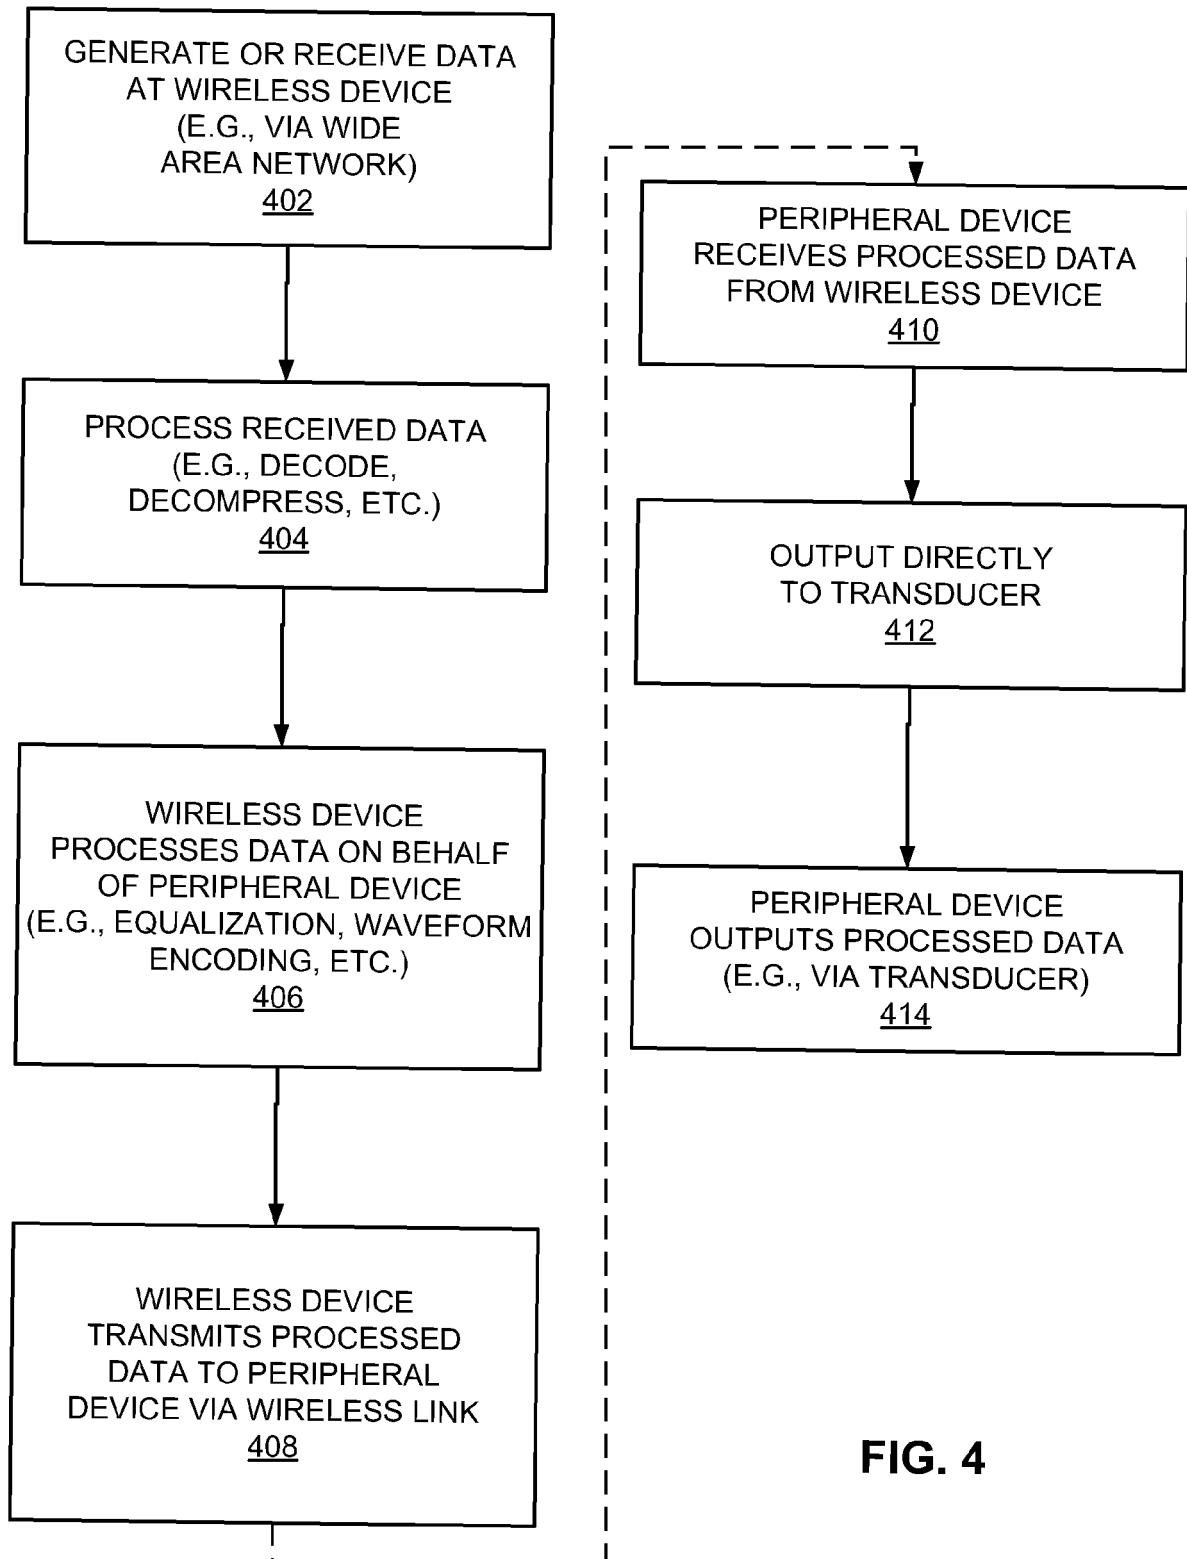 GENERATE OR RECEIVE DATA
AT WIRELESS DEVICE
(E.G., VIA WIDE
AREA NETWORK)
402
PROCESS RECEIVED DATA
(E.G., DECODE,
DECOMPRESS, ETC.)
404
WIRELESS DEVICE
PROCESSES DATA ON BEHALF
OF PERIPHERAL DEVICE
(E.G., EQUALIZATION, WAVEFORM
ENCODING, ETC.)
406
WIRELESS DEVICE
TRANSMITS PROCESSED
DATA TO PERIPHERAL
DEVICE VIA WIRELESS LINK
408
PERIPHERAL DEVICE
RECEIVES PROCESSED DATA
FROM WIRELESS DEVICE
410
OUTPUT DIRECTLY
TO TRANSDUCER
412
PERIPHERAL DEVICE
OUTPUTS PROCESSED DATA
(E.G., VIA TRANSDUCER)
414
FIG. 4